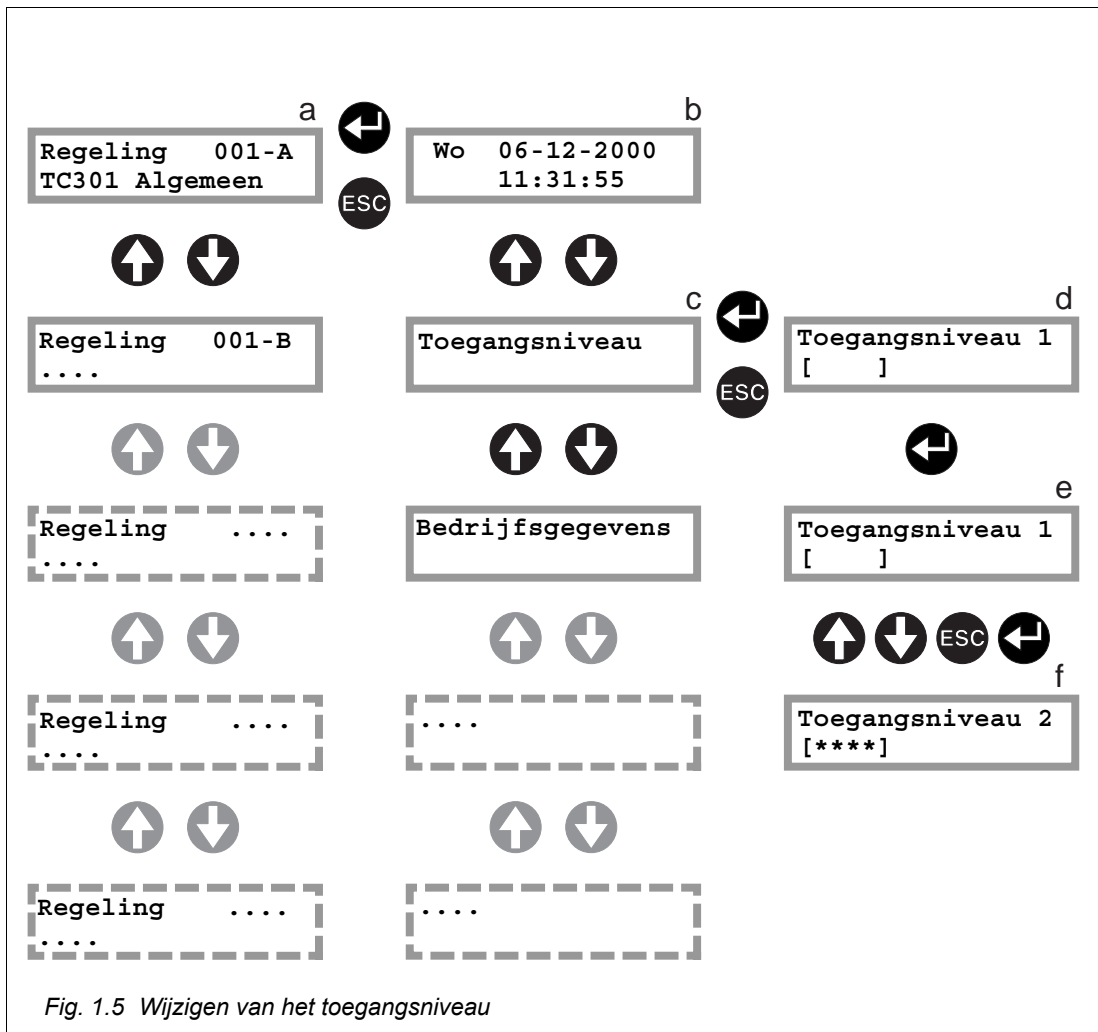 a
Regeling 001-A
TC301 Algemeen
ESC
b
Wo 06-12-2000
11:31:55
Regeling 001-B
....
c
Toegangsniveau
ESC
d
Toegangsniveau 1
[ ]
Regeling ....
....
Bedrijfsgegevens
e
Toegangsniveau 1
[ ]
ESC
Regeling ....
....
....
f
Toegangsniveau 2
[****]
Regeling ....
....
....
Fig. 1.5 Wijzigen van het toegangsniveau